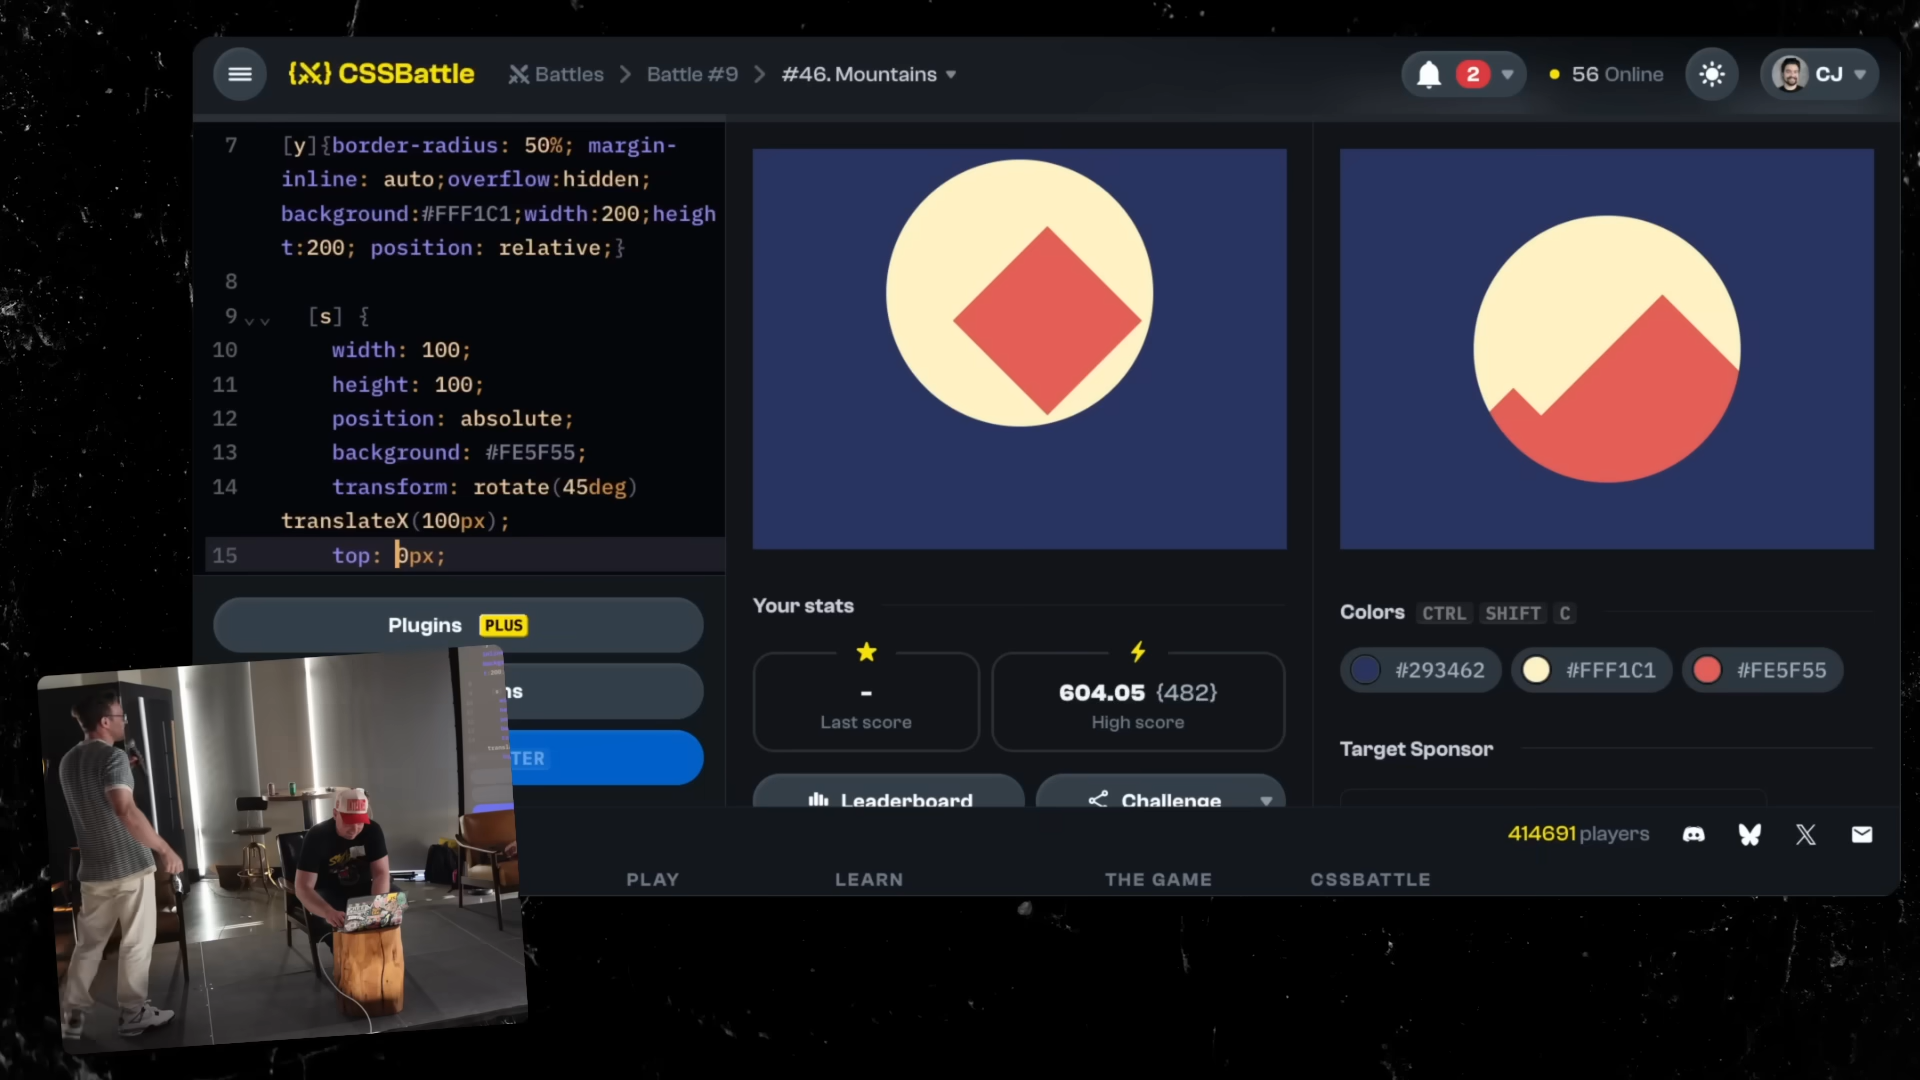 {X} CSSBattle
Battles
Battle #9
#46. Mountains
2
56 Online
CJ
7 [y]{border-radius: 50%; margin-
inline: auto;overflow:hidden;
background:#FFF1C1;width:200;heigh
t:200; position: relative;}
8
9 [s] {
10 width: 100;
11 height: 100;
12 position: absolute;
13 background: #FE5F55;
14 transform: rotate(45deg)
translateX(100px);
15 top: 0px;
Plugins PLUS
ns
TER
Your stats
-
Last score
604.05 {482}
High score
Leaderboard
Challenge
Colors CTRL SHIFT C
#293462
#FFF1C1
#FE5F55
Target Sponsor
414691 players
PLAY
LEARN
THE GAME
CSSBATTLE